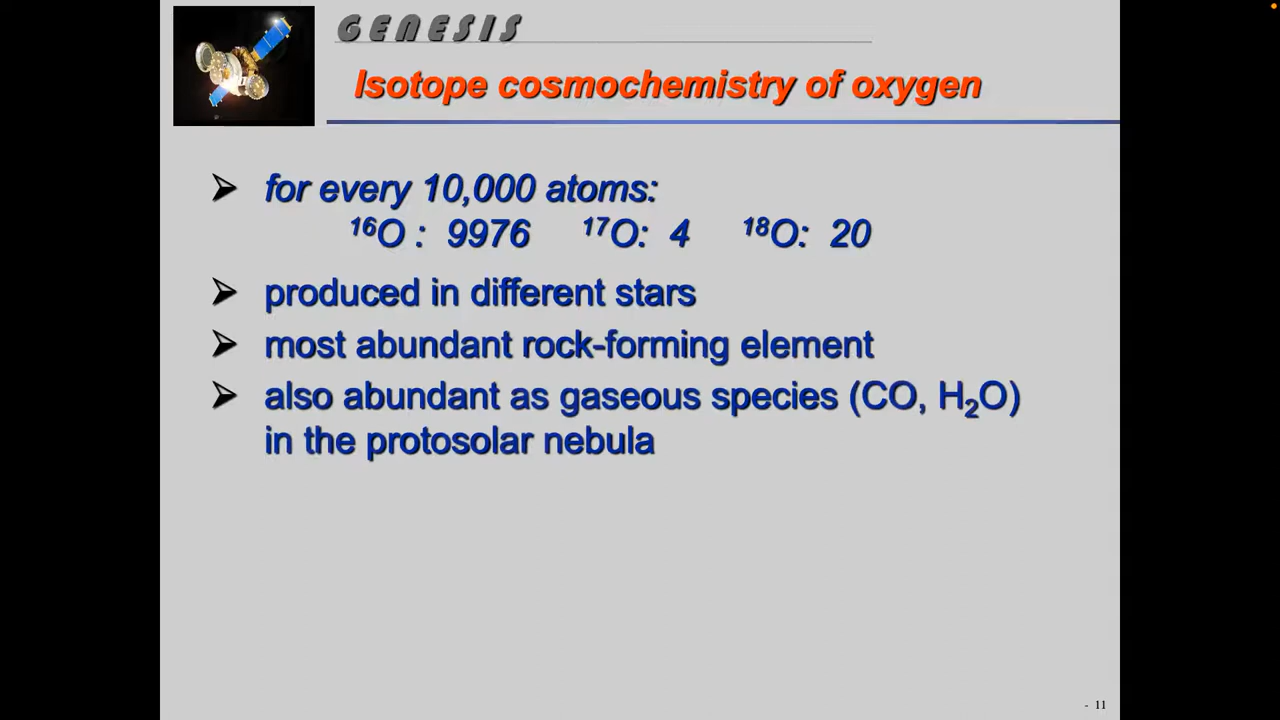 GENESIS
Isotope cosmochemistry of oxygen
➢ for every 10,000 atoms:
¹⁶O : 9976 ¹⁷O: 4 ¹⁸O: 20
➢ produced in different stars
➢ most abundant rock-forming element
➢ also abundant as gaseous species (CO, H₂O)
in the protosolar nebula
- 11